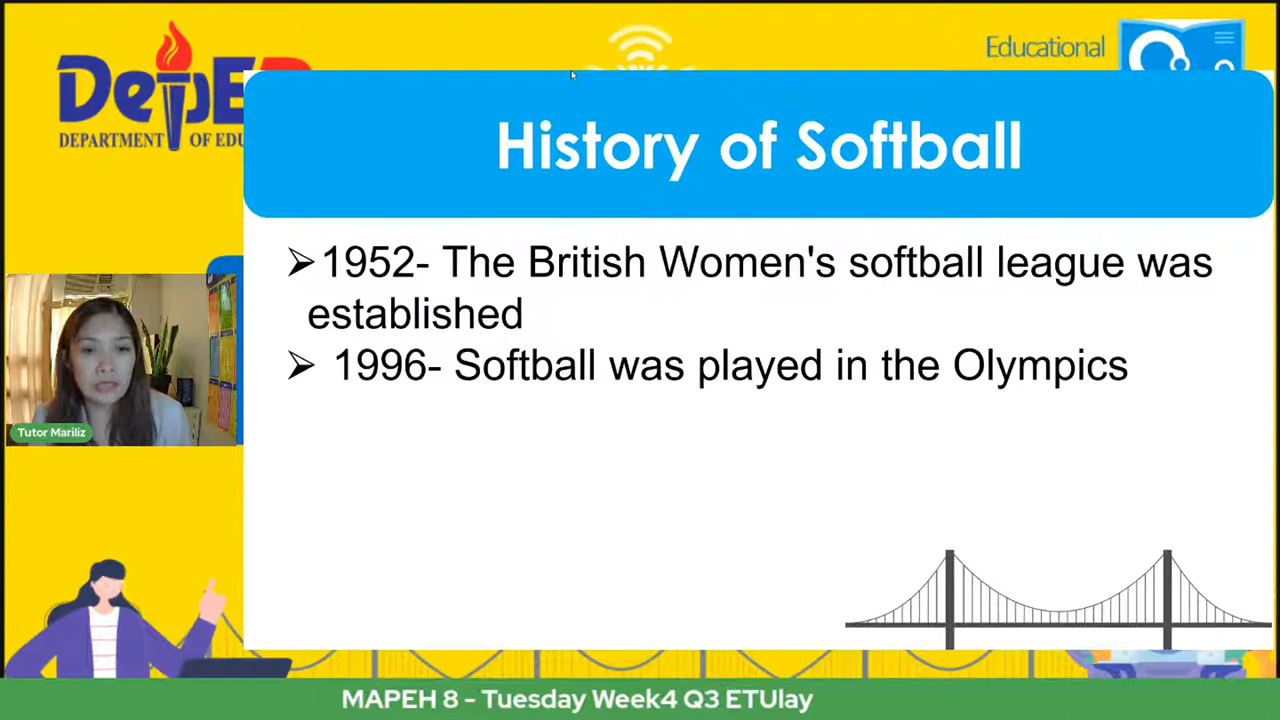 DepED
DEPARTMENT OF EDU
Educational
History of Softball
➢1952- The British Women's softball league was
established
➢ 1996- Softball was played in the Olympics
Tutor Mariliz
MAPEH 8 - Tuesday Week4 Q3 ETUlay